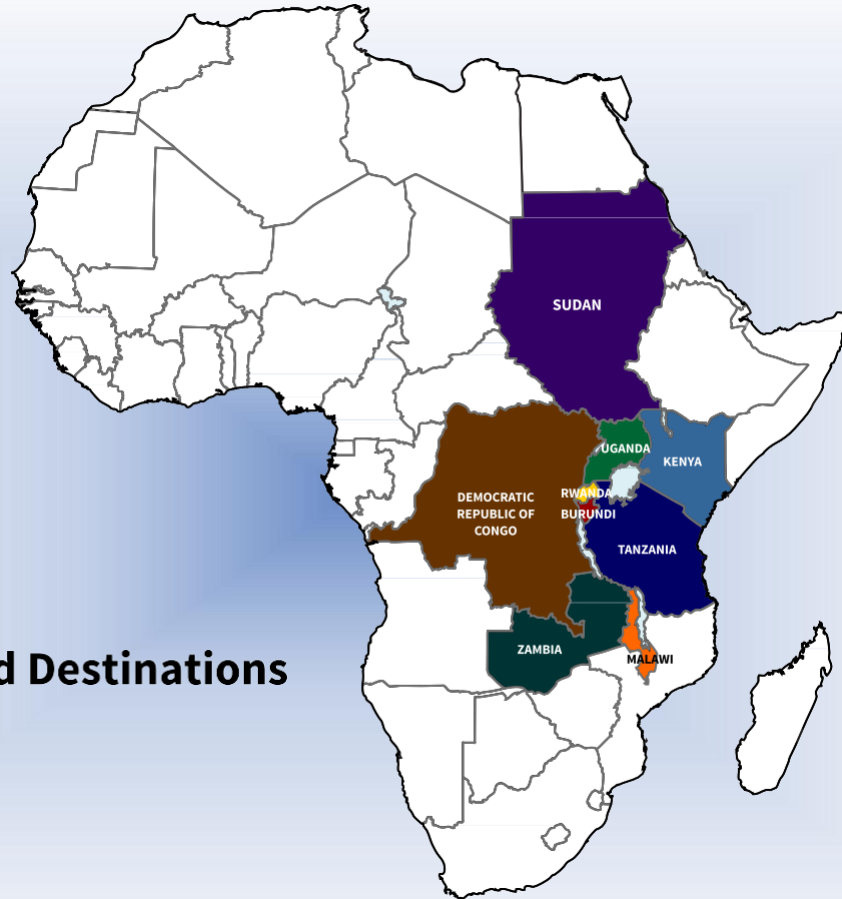 SUDAN
UGANDA
KENYA
RWANDA
DEMOCRATIC
REPUBLIC OF
CONGO
BURUNDI
TANZANIA
ZAMBIA
MALAWI
d Destinations